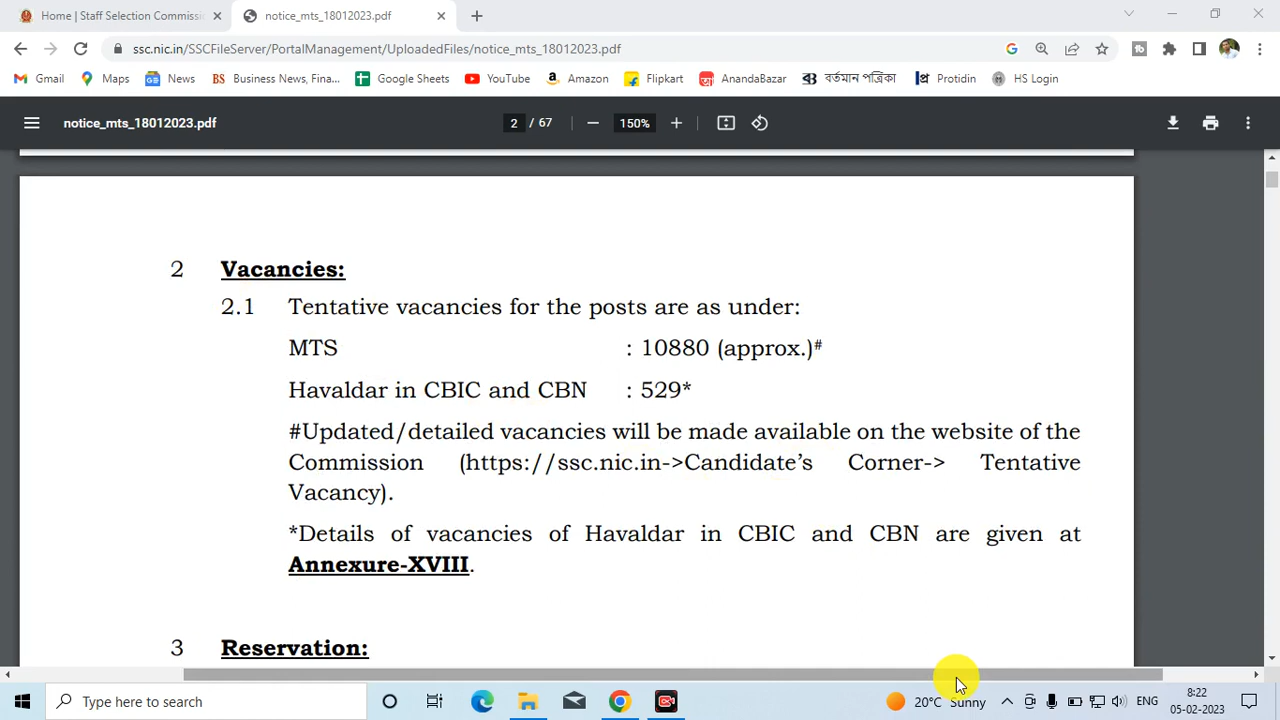 Home | Staff Selection Commissi
notice_mts_18012023.pdf
ssc.nic.in/SSCFileServer/PortalManagement/UploadedFiles/notice_mts_18012023.pdf
Gmail Maps News BS Business News, Fina... Google Sheets YouTube Amazon Flipkart AnandaBazar বর্তমান পত্রিকা Protidin HS Login
notice_mts_18012023.pdf 2 / 67 150%
2 Vacancies:
2.1 Tentative vacancies for the posts are as under:
MTS : 10880 (approx.)#
Havaldar in CBIC and CBN : 529*
#Updated/detailed vacancies will be made available on the website of the
Commission (https://ssc.nic.in->Candidate's Corner-> Tentative
Vacancy).
*Details of vacancies of Havaldar in CBIC and CBN are given at
Annexure-XVIII.
3 Reservation:
Type here to search
20°C Sunny
ENG
8:22
05-02-2023